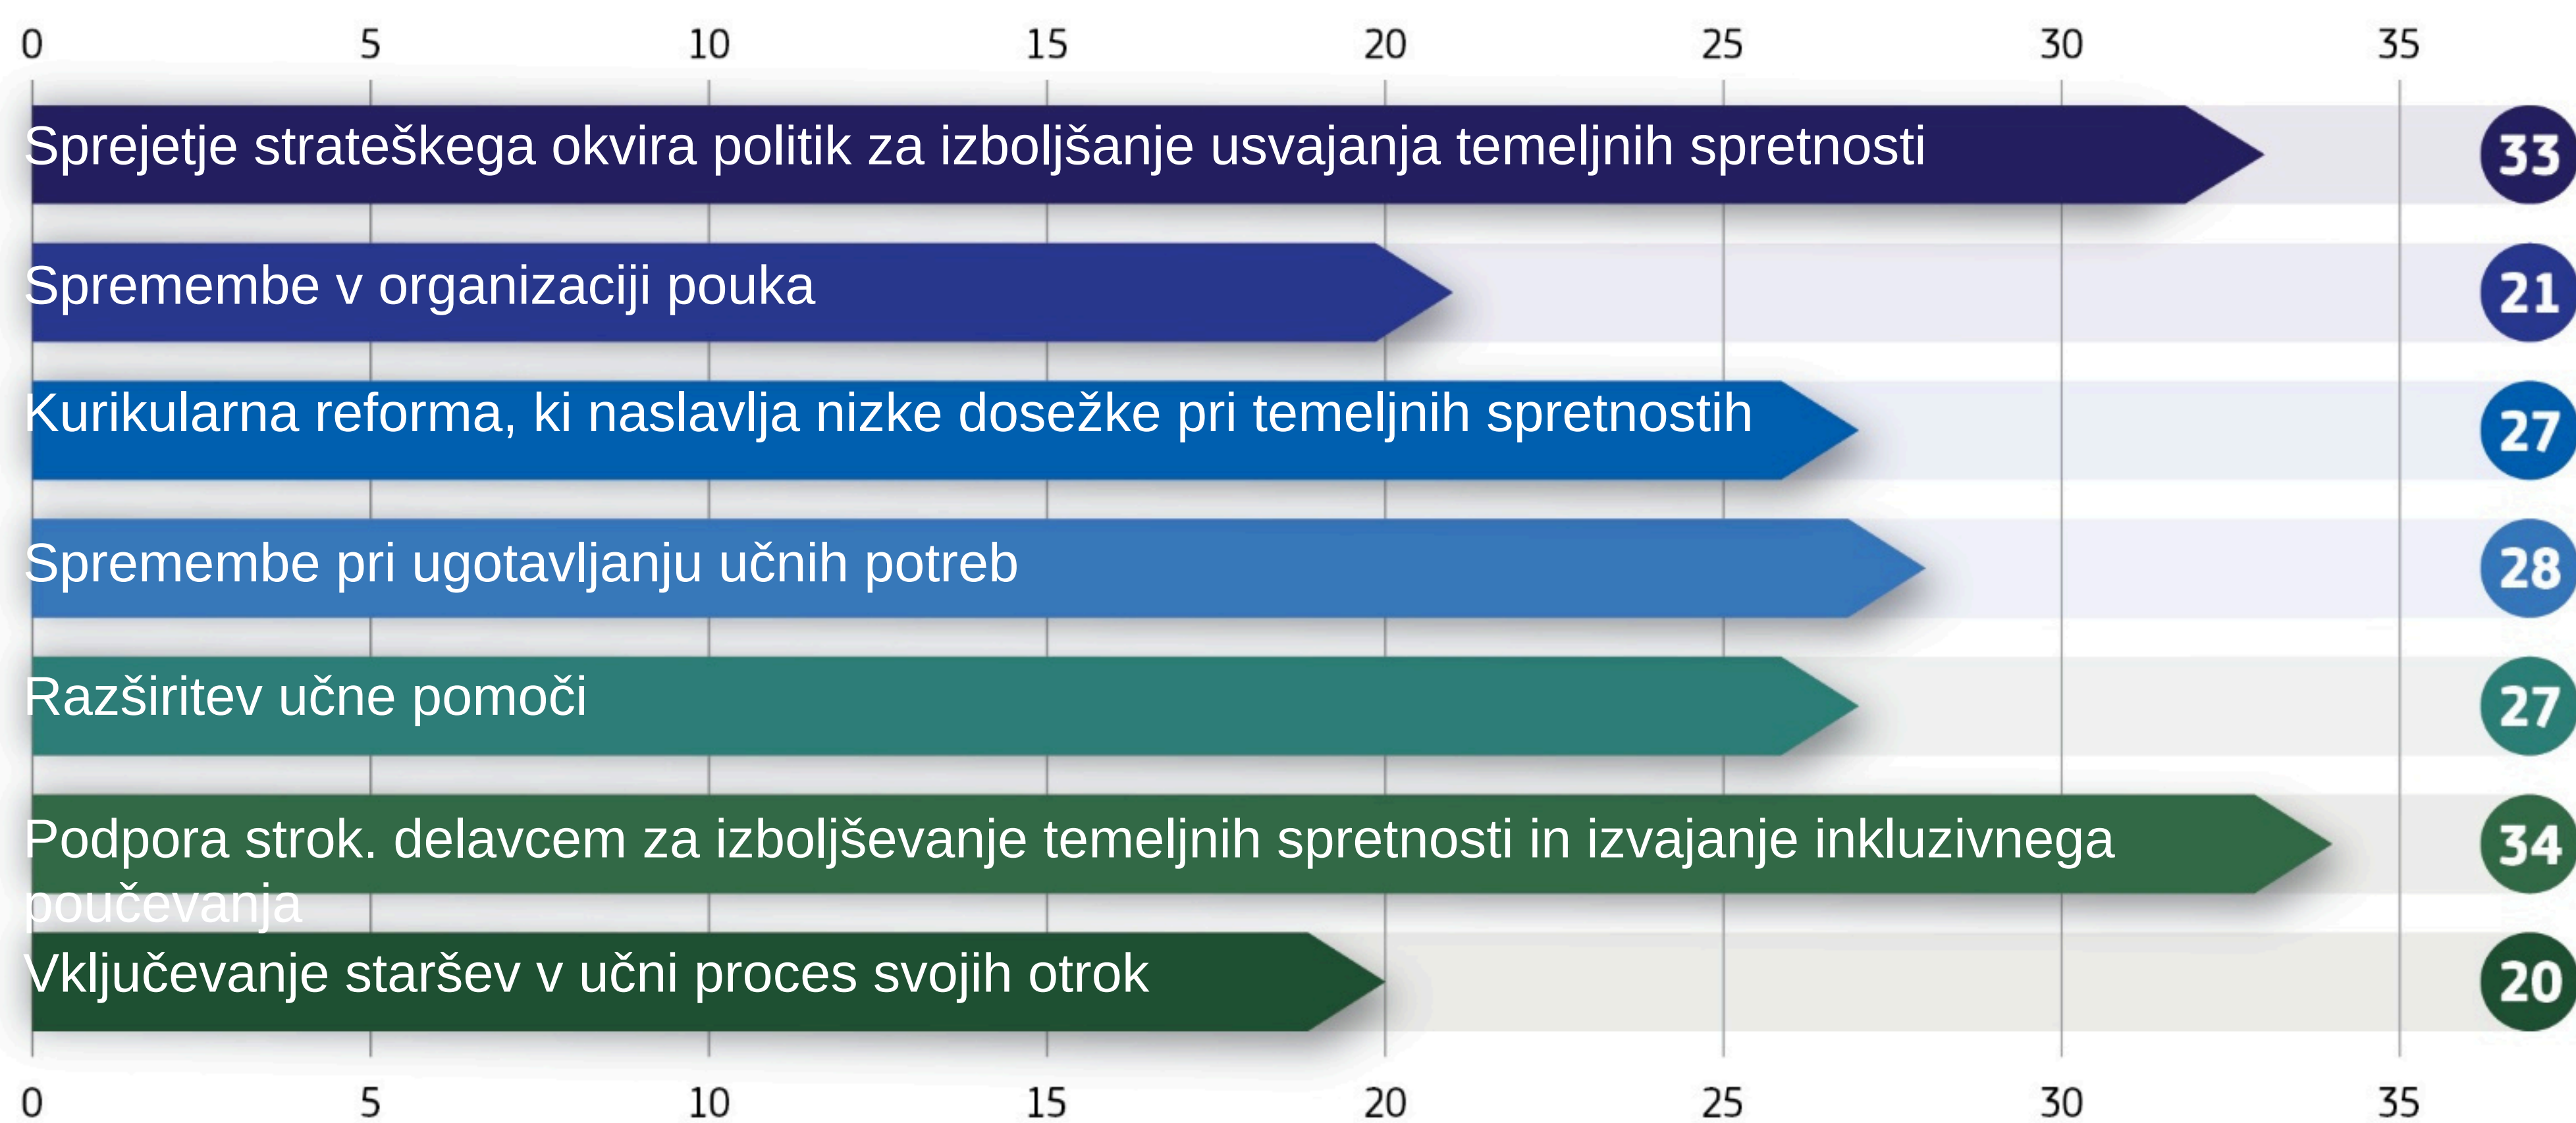 0 5 10 15 20 25 30 35
Sprejetje strateškega okvira politik za izboljšanje usvajanja temeljnih spretnosti 33
Spremembe v organizaciji pouka 21
Kurikularna reforma, ki naslavlja nizke dosežke pri temeljnih spretnostih 27
Spremembe pri ugotavljanju učnih potreb 28
Razširitev učne pomoči 27
Podpora strok. delavcem za izboljševanje temeljnih spretnosti in izvajanje inkluzivnega 34
poučevanja
Vključevanje staršev v učni proces svojih otrok 20
0 5 10 15 20 25 30 35